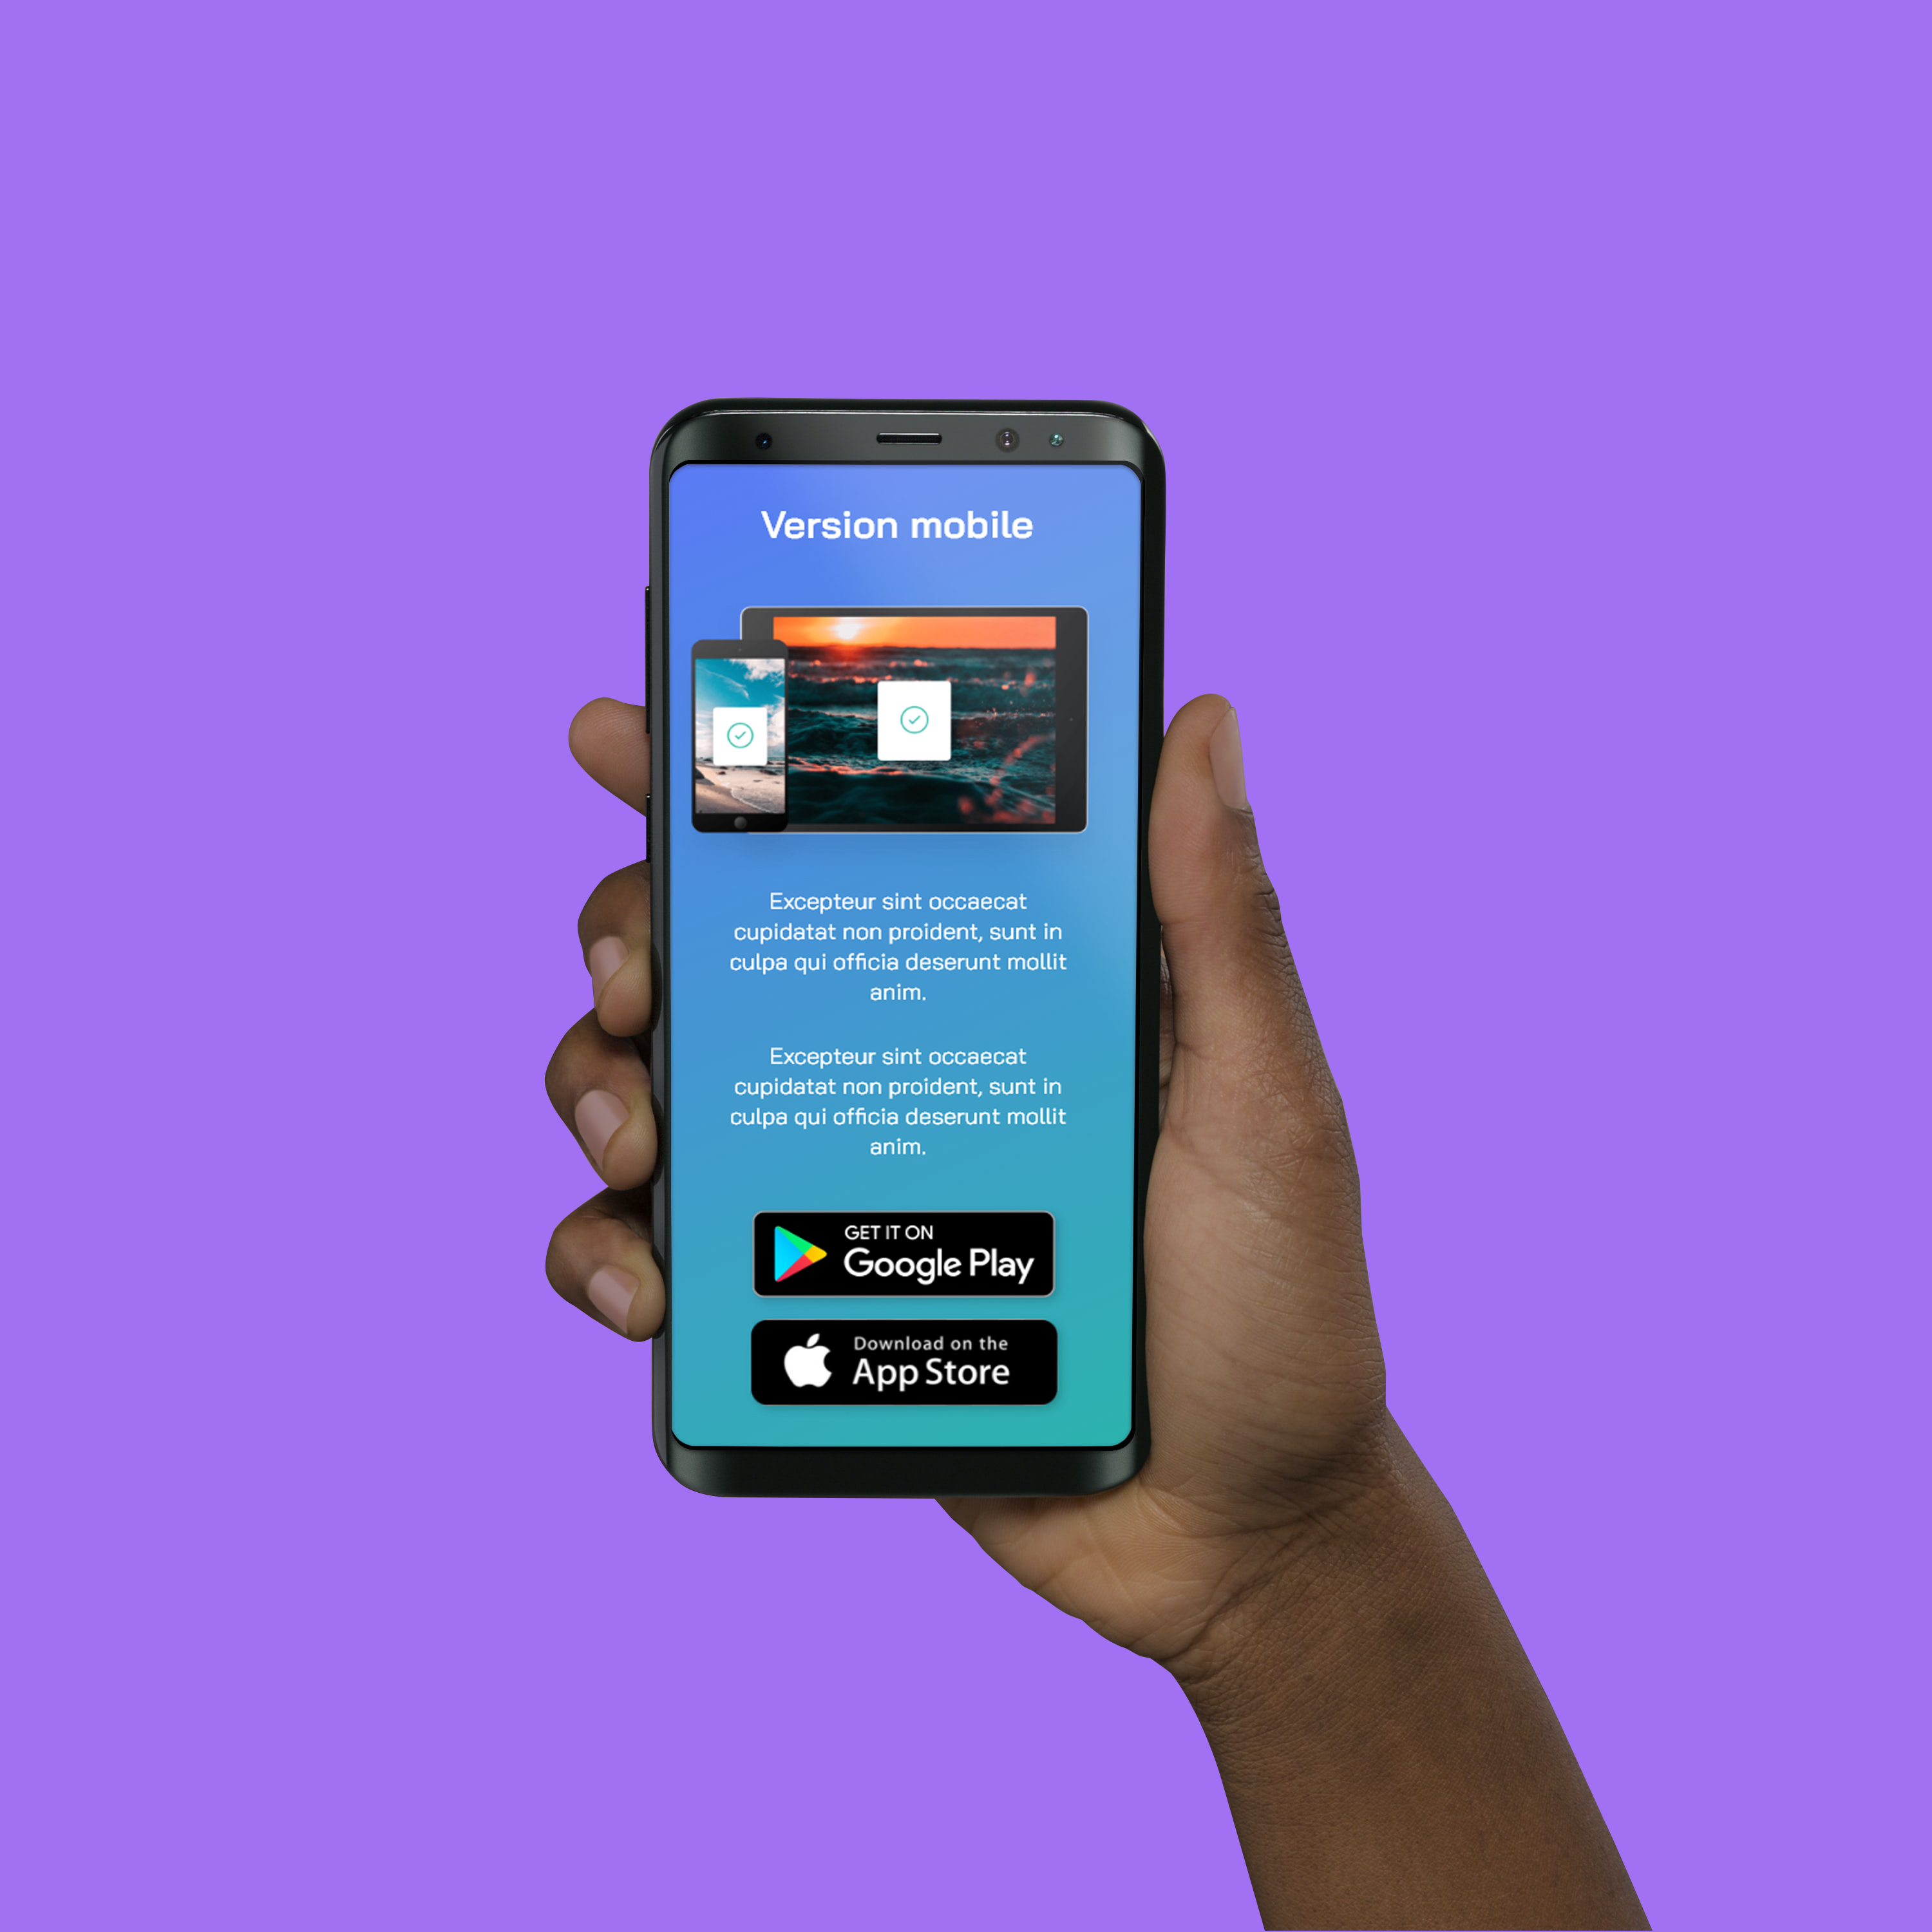 Version mobile
Excepteur sint occaecat
cupidatat non proident, sunt in
culpa qui officia deserunt mollit
anim.
Excepteur sint occaecat
cupidatat non proident, sunt in
culpa qui officia deserunt mollit
anim.
GET IT ON
Google Play
Download on the
App Store